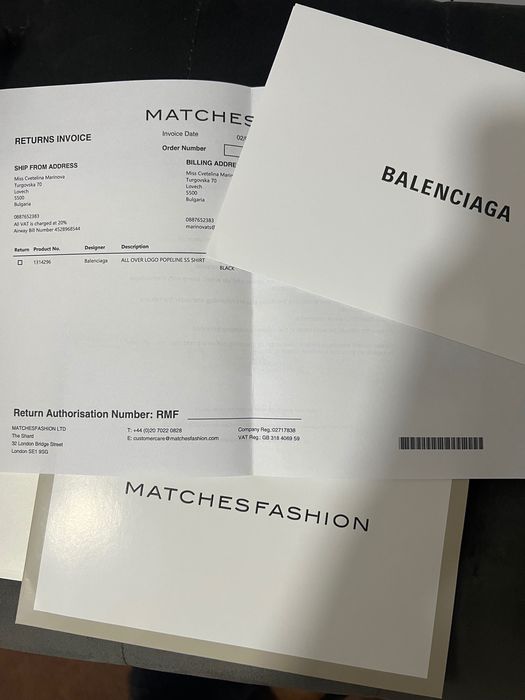 BALENCIAGA
MATCHES
RETURNS INVOICE
Invoice Date 02/
Order Number
SHIP FROM ADDRESS
Miss Cvetelina Marinova
Turgovska 70
Lovech
5500
Bulgaria
0887652383
All VAT is charged at 20%
Airway Bill Number 4528968544
BILLING ADDRE
Miss Cvetelina Marin
Turgovska 70
Lovech
5500
Bulgaria
0887652383
marinovats@
Return Product No. Designer Description
1314296 Balenciaga ALL OVER LOGO POPELINE SS SHIRT
BLACK
Return Authorisation Number: RMF
MATCHESFASHION LTD
The Shard
32 London Bridge Street
London SE1 9SG
T: +44 (0)20 7022 0828
E: customercare@matchesfashion.com
Company Reg.:02717838
VAT Reg.: GB 318 4069 59
MATCHESFASHION